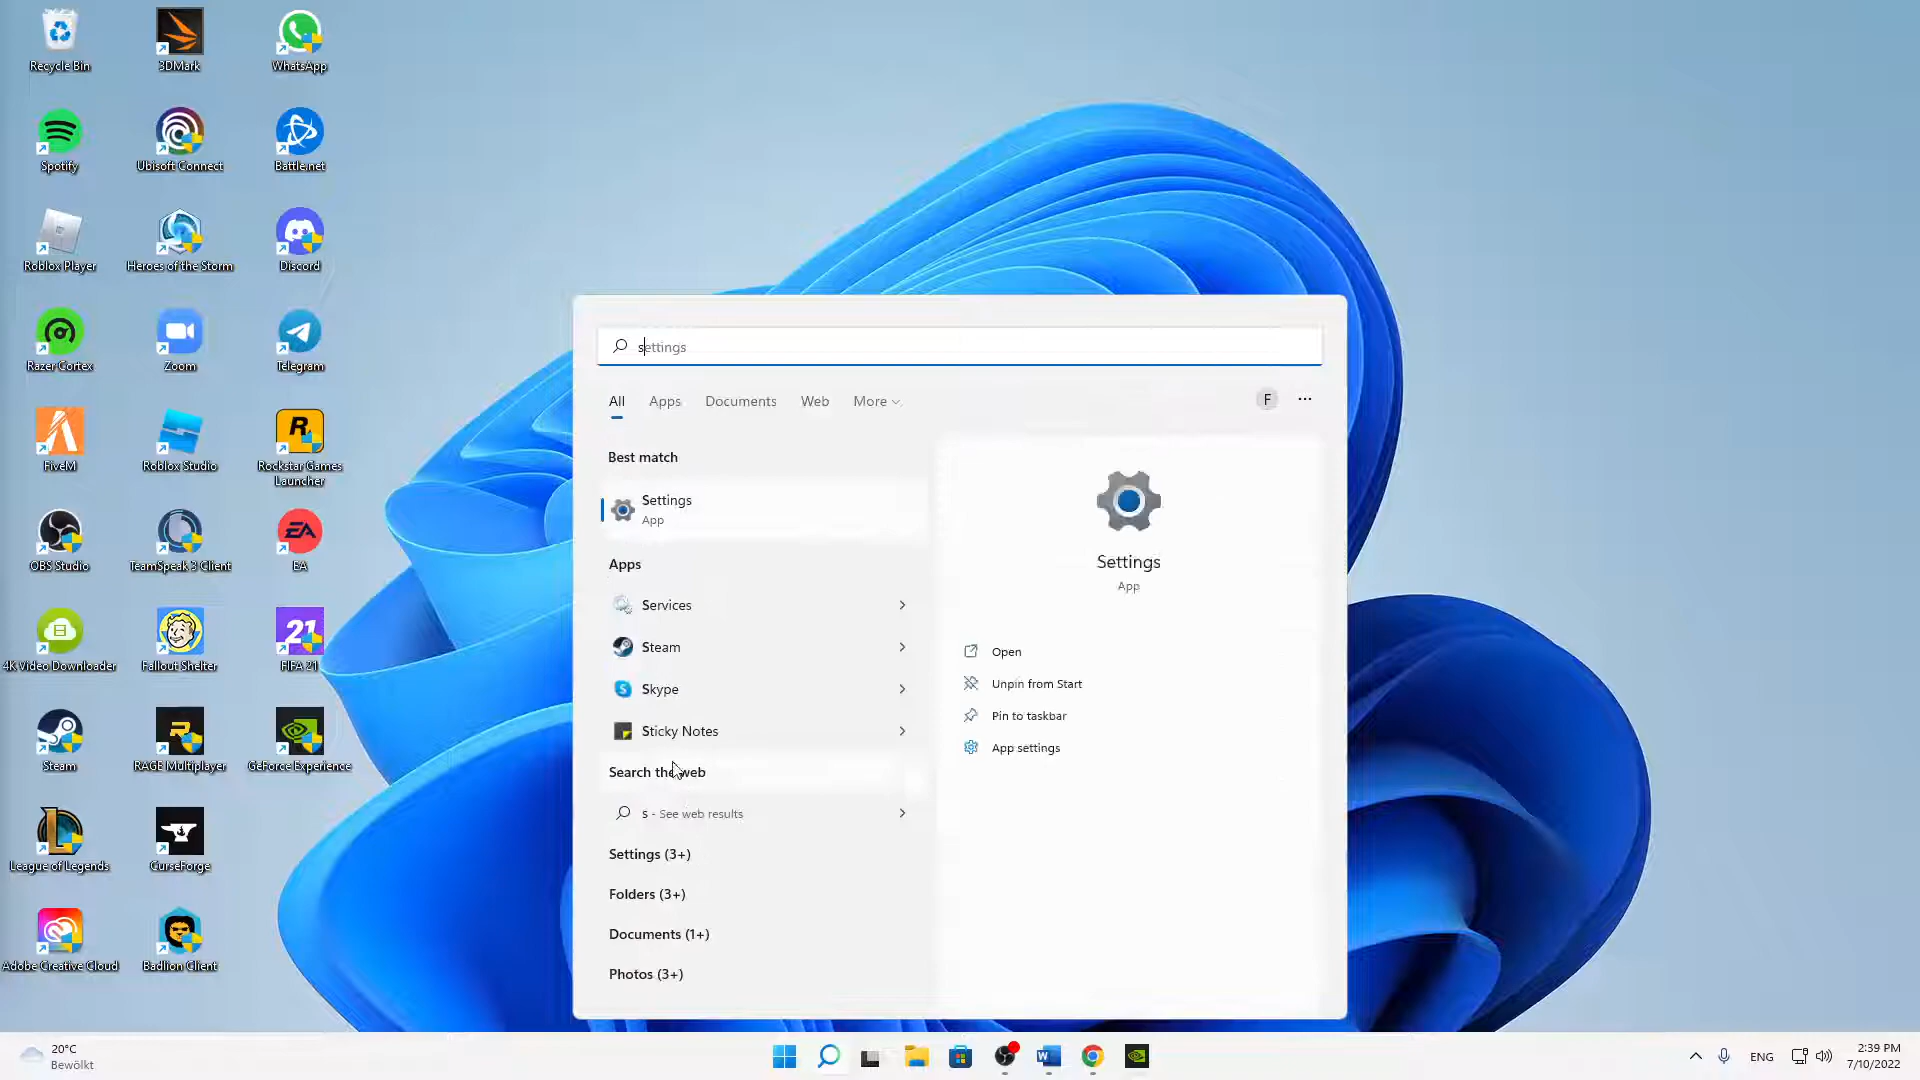 Recycle Bin
3DMark
WhatsApp
Spotify
Ubisoft Connect
Battle.net
Roblox Player
Heroes of the Storm
Discord
Razer Cortex
Zoom
Telegram
FiveM
Roblox Studio
Rockstar Games
Launcher
OBS Studio
TeamSpeak 3 Client
EA
4K Video Downloader
Fallout Shelter
FIFA 21
Steam
RAGE Multiplayer
GeForce Experience
League of Legends
CurseForge
Adobe Creative Cloud
Badlion Client
settings
All Apps Documents Web More
F
Best match
Settings
App
Apps
Services
Steam
Skype
Sticky Notes
Search the web
s - See web results
Settings (3+)
Folders (3+)
Documents (1+)
Photos (3+)
Settings
App
Open
Unpin from Start
Pin to taskbar
App settings
20°C
Bewölkt
ENG
2:39 PM
7/10/2022